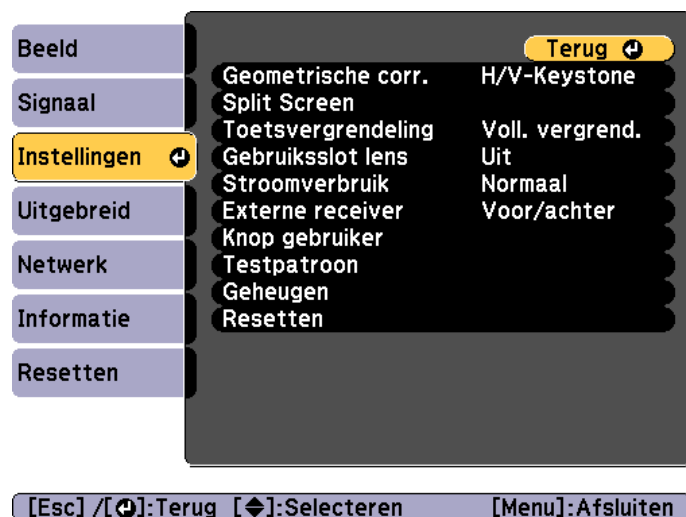 Beeld
Signaal
Instellingen
Uitgebreid
Netwerk
Informatie
Resetten
Terug
Geometrische corr. H/V-Keystone
Split Screen
Toetsvergrendeling Voll. vergrend.
Gebruiksslot lens Uit
Stroomverbruik Normaal
Externe receiver Voor/achter
Knop gebruiker
Testpatroon
Geheugen
Resetten
[Esc] /[⏎]:Terug [◆]:Selecteren [Menu]:Afsluiten